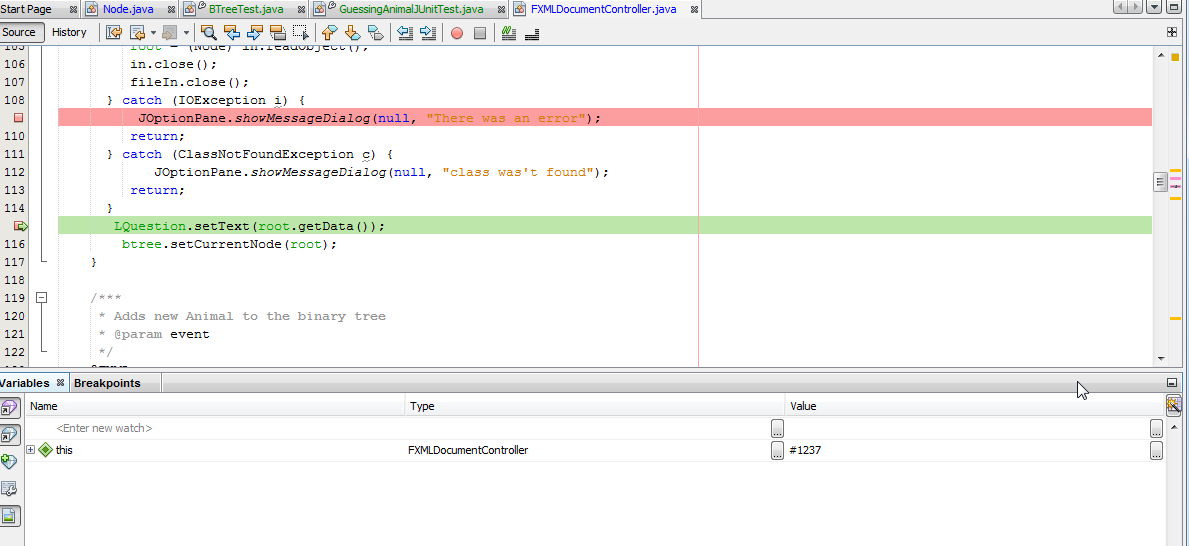 Start Page Node.java BTreeTest.java GuessingAnimalJUnitTest.java FXMLDocumentController.java
Source History
105 root = (Node) in.readObject();
106 in.close();
107 fileIn.close();
108 } catch (IOException i) {
JOptionPane.showMessageDialog(null, "There was an error");
110 return;
111 } catch (ClassNotFoundException c) {
112 JOptionPane.showMessageDialog(null, "class was't found");
113 return;
114 }
LQuestion.setText(root.getData());
116 btree.setCurrentNode(root);
117 }
118
119 /***
120 * Adds new Animal to the binary tree
121 * @param event
122 */
Variables Breakpoints
Name Type Value
<Enter new watch> ... ...
this FXMLDocumentController ... #1237 ...